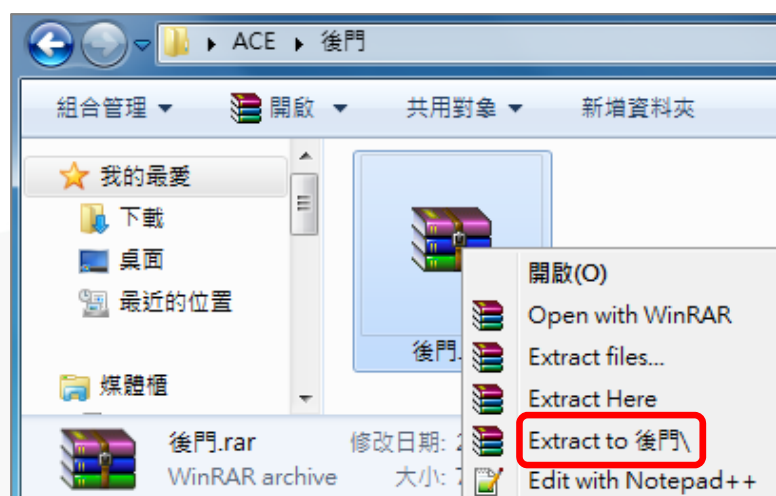 ACE 後門
組合管理 開啟 共用對象 新增資料夾
我的最愛
下載
桌面
最近的位置
媒體櫃
後門.
開啟(O)
Open with WinRAR
Extract files...
Extract Here
Extract to 後門\
Edit with Notepad++
後門.rar 修改日期:
WinRAR archive 大小: